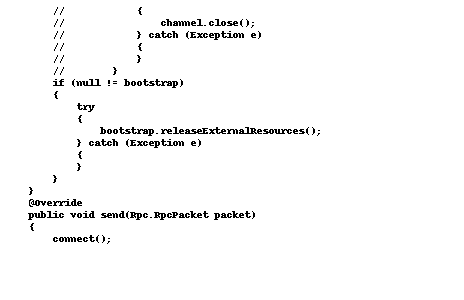 //            {
//               channel.close();
//            } catch (Exception e)
//            {
//            }
//        }
if (null != bootstrap)
{
try
{
bootstrap.releaseExternalResources();
} catch (Exception e)
{
}
}
}
@Override
public void send(Rpc.RpcPacket packet)
{
connect();